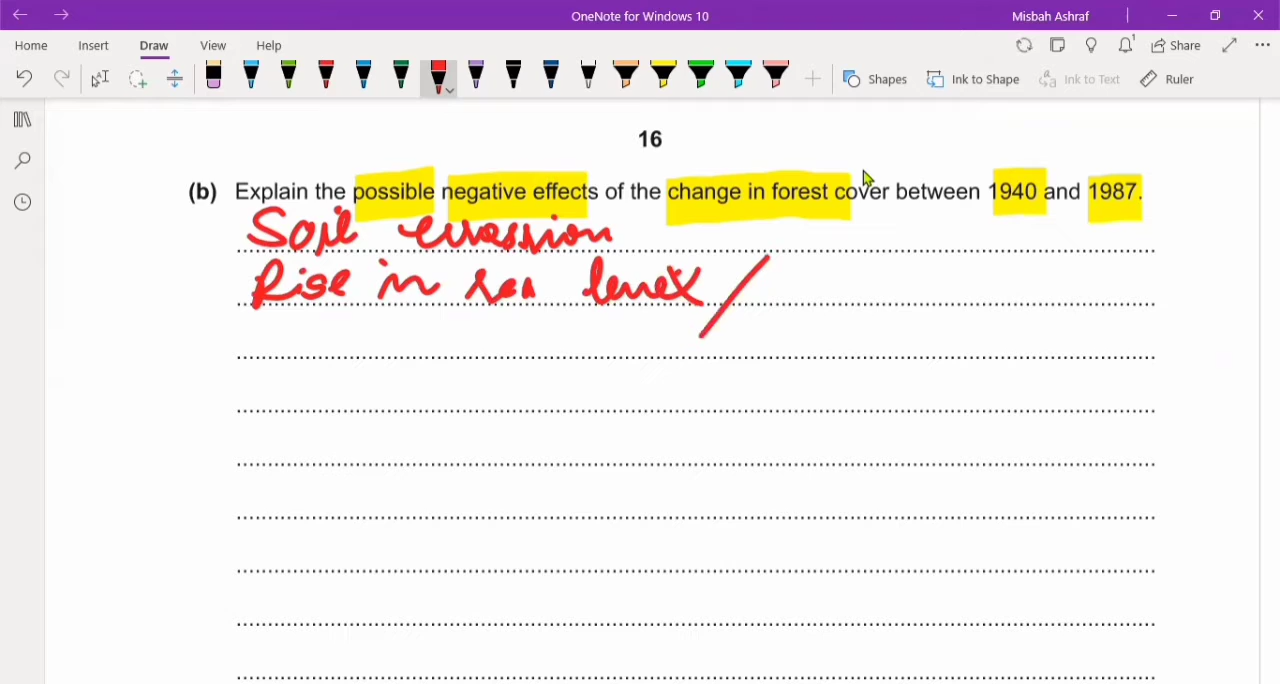 OneNote for Windows 10
Misbah Ashraf
Home Insert Draw View Help
Share
Shapes Ink to Shape Ink to Text Ruler
16
(b) Explain the possible negative effects of the change in forest cover between 1940 and 1987.
Soil errossion
Rise in sea level /